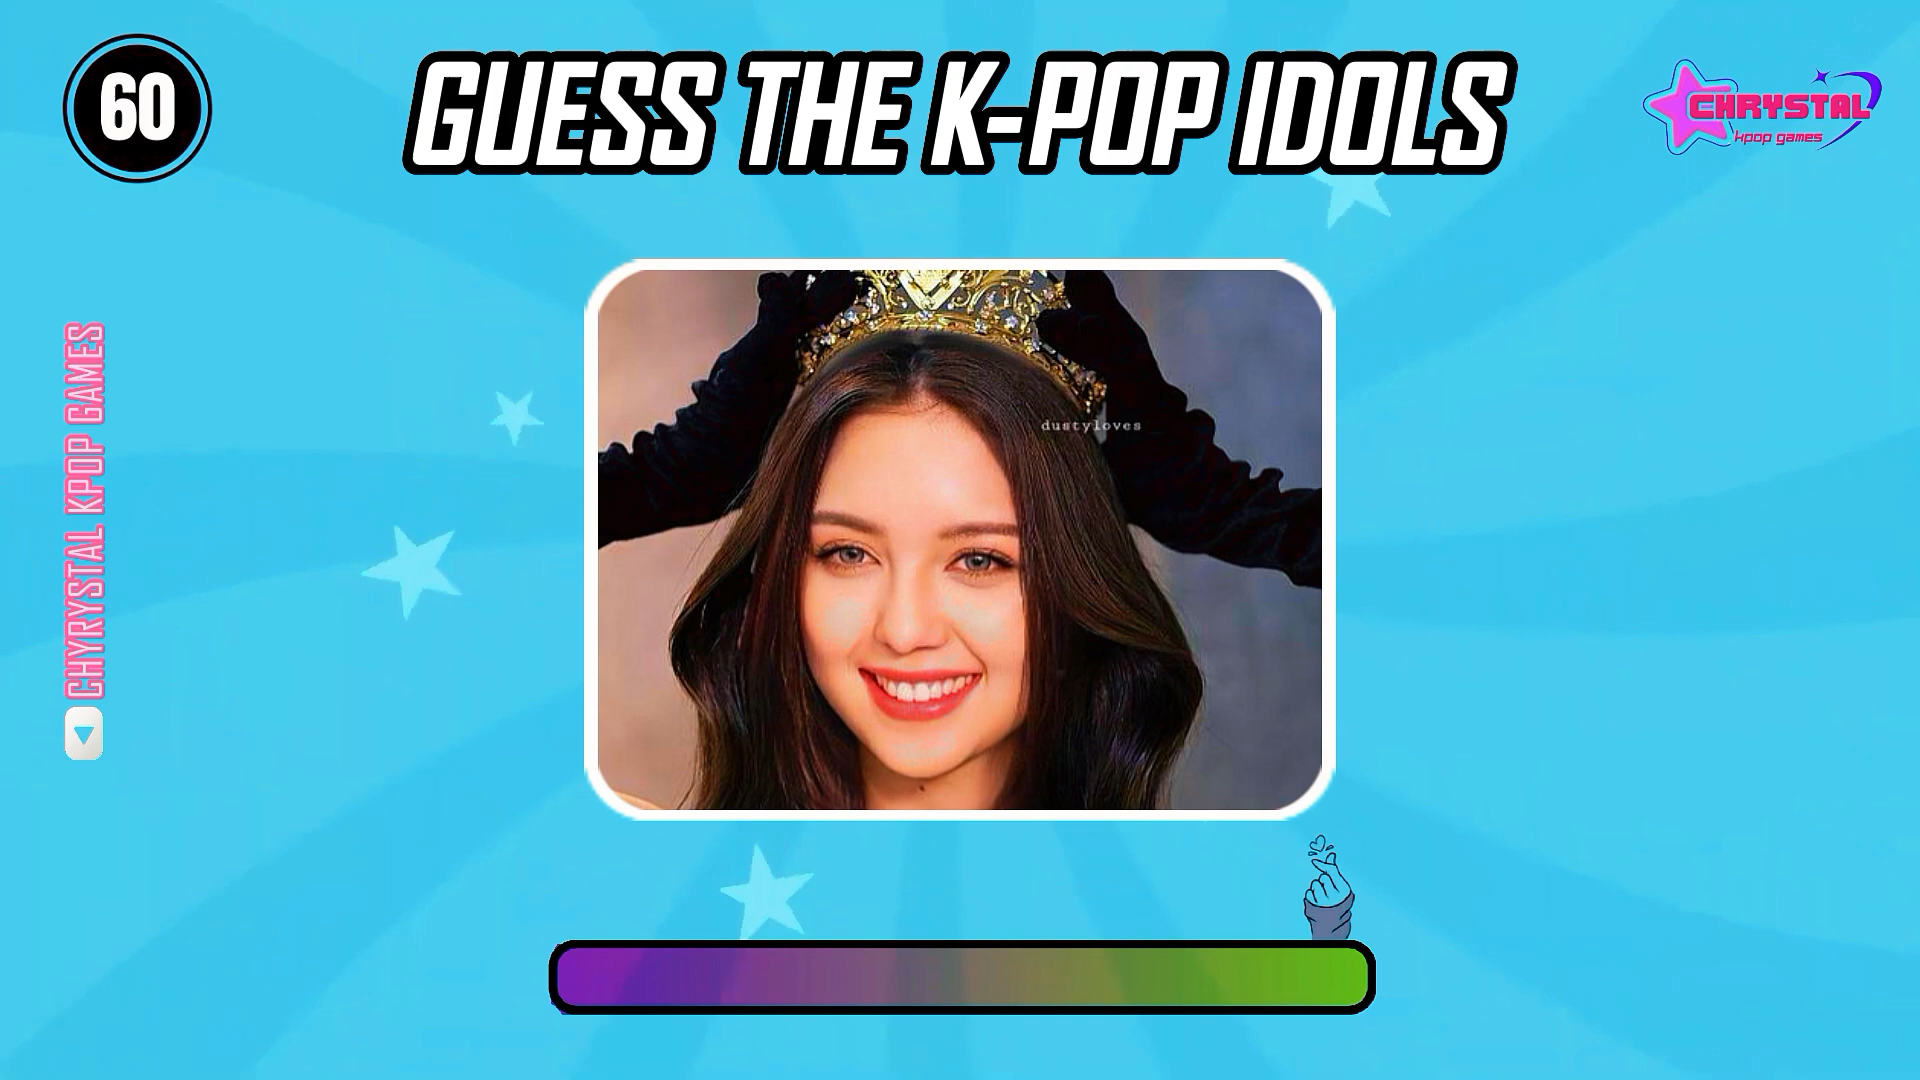 60
GUESS THE K-POP IDOLS
CHRYSTAL
kpop games
CHYRYSTAL KPOP GAMES
dustyloves